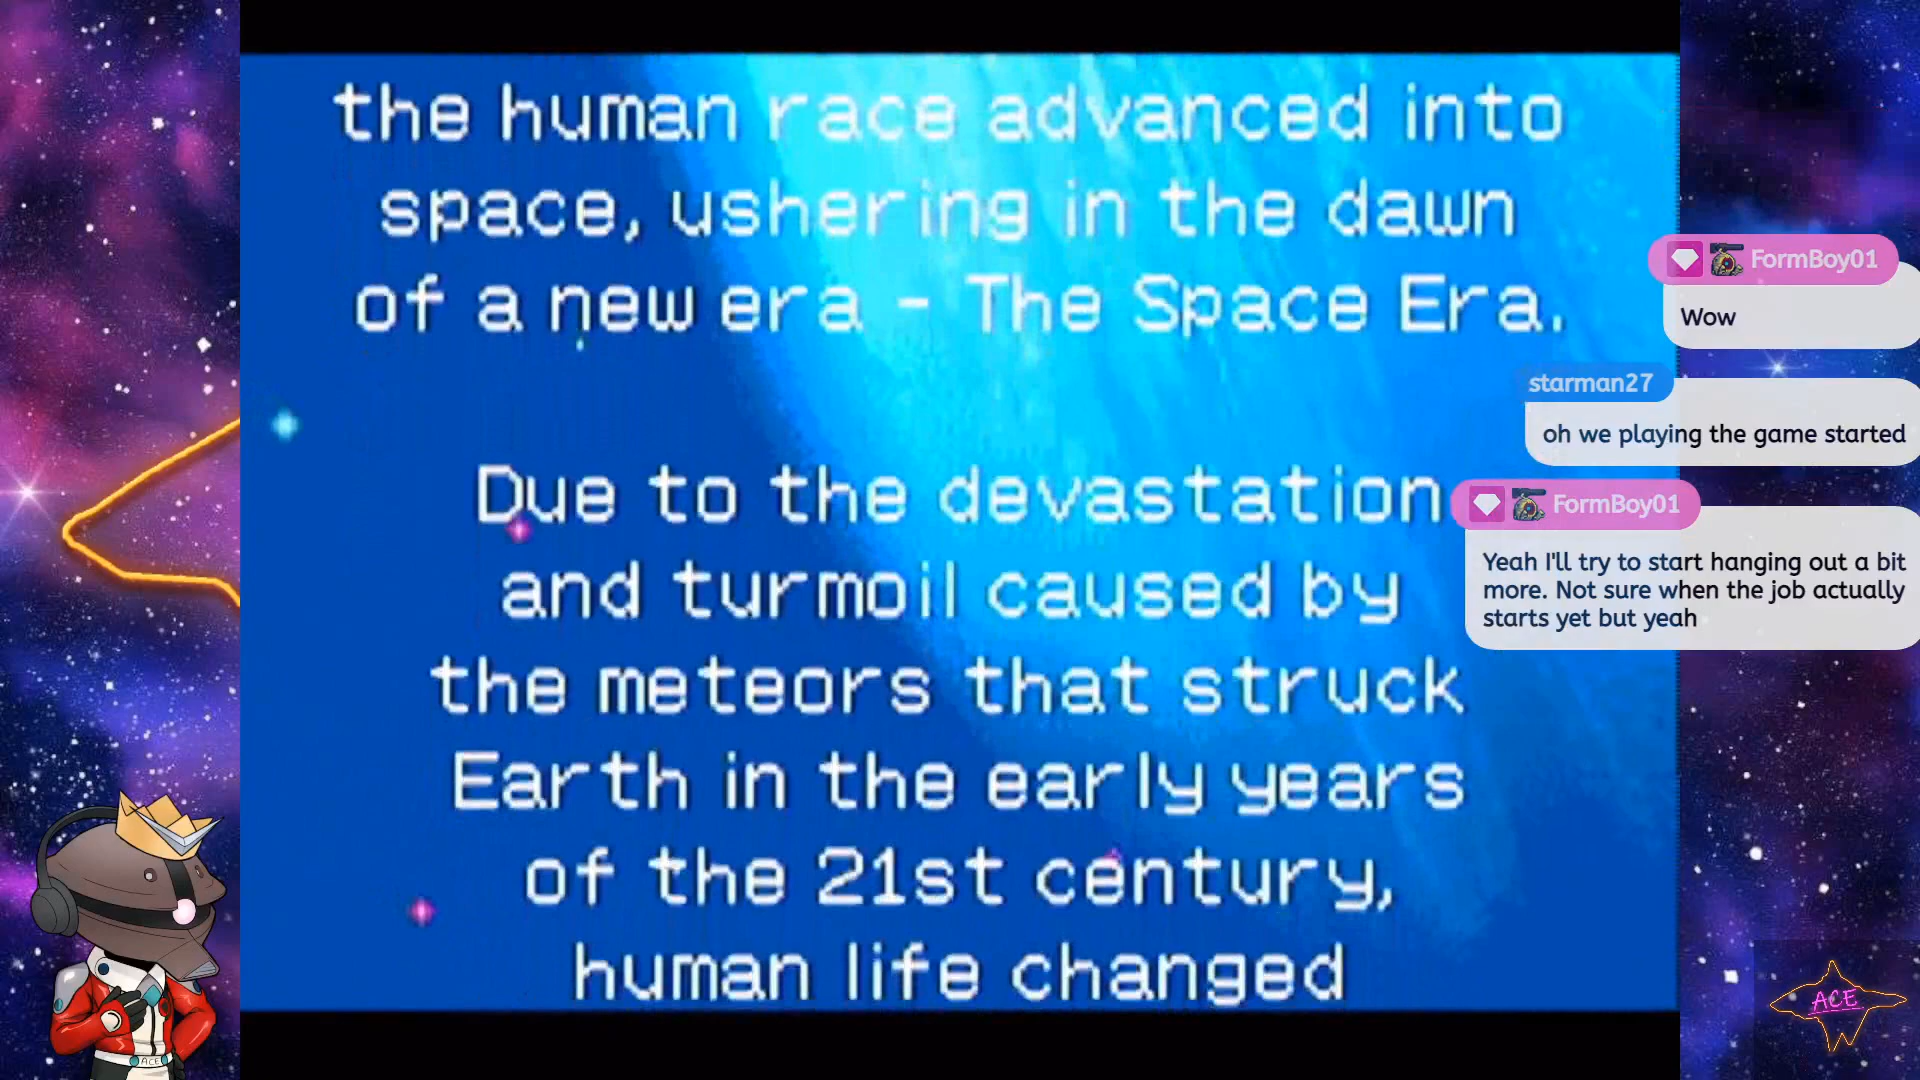 the human race advanced into
space, ushering in the dawn
of a new era - The Space Era.
Due to the devastation
and turmoil caused by
the meteors that struck
Earth in the early years
of the 21st century,
human life changed
FormBoy01
Wow
starman27
oh we playing the game started
FormBoy01
Yeah I'll try to start hanging out a bit
more. Not sure when the job actually
starts yet but yeah
ACE
ACE